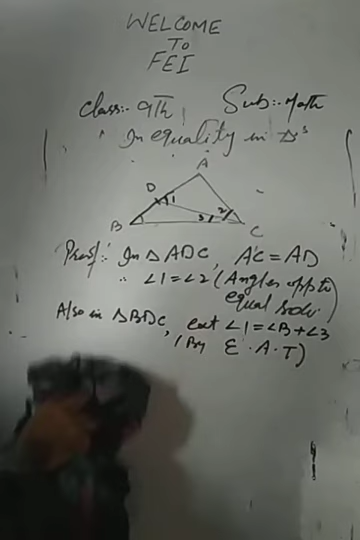 WELCOME
TO
FEI
Class:- 9Th Sub:- Math
Inequality in Δs
A
D 1
B 3 2 C
Proof:- In ΔADC, AC = AD
∴ ∠1 = ∠2 (Angles opp to
equal sides)
Also in ΔBDC, ext ∠1 = ∠B + ∠3
(By E.A.T)